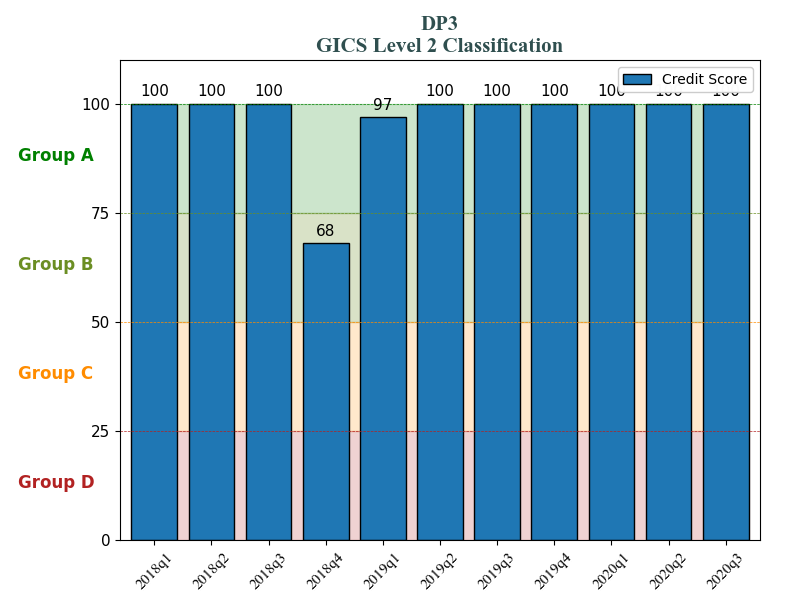 DP3
GICS Level 2 Classification
Credit Score
100 100 100 68 97 100 100 100 100 100 100
100
Group A
75
Group B
50
Group C
25
Group D
0
2018q1 2018q2 2018q3 2018q4 2019q1 2019q2 2019q3 2019q4 2020q1 2020q2 2020q3